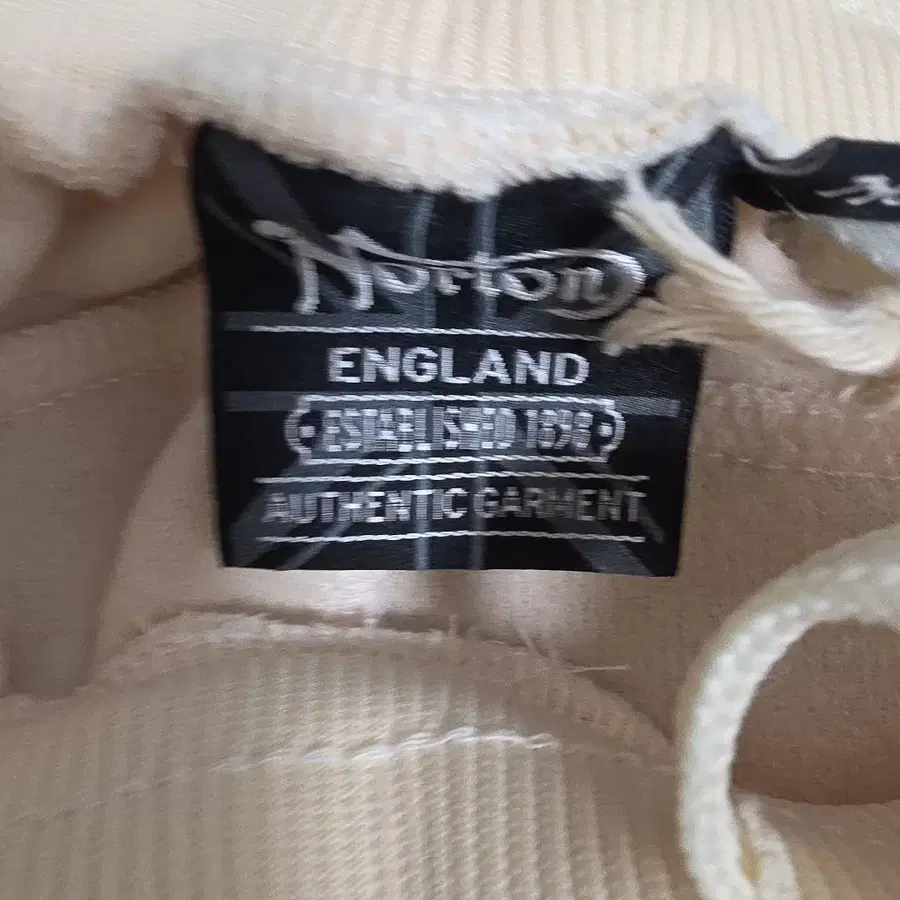 Norton
ENGLAND
·ESTABLISHED 1898·
AUTHENTIC GARMENT